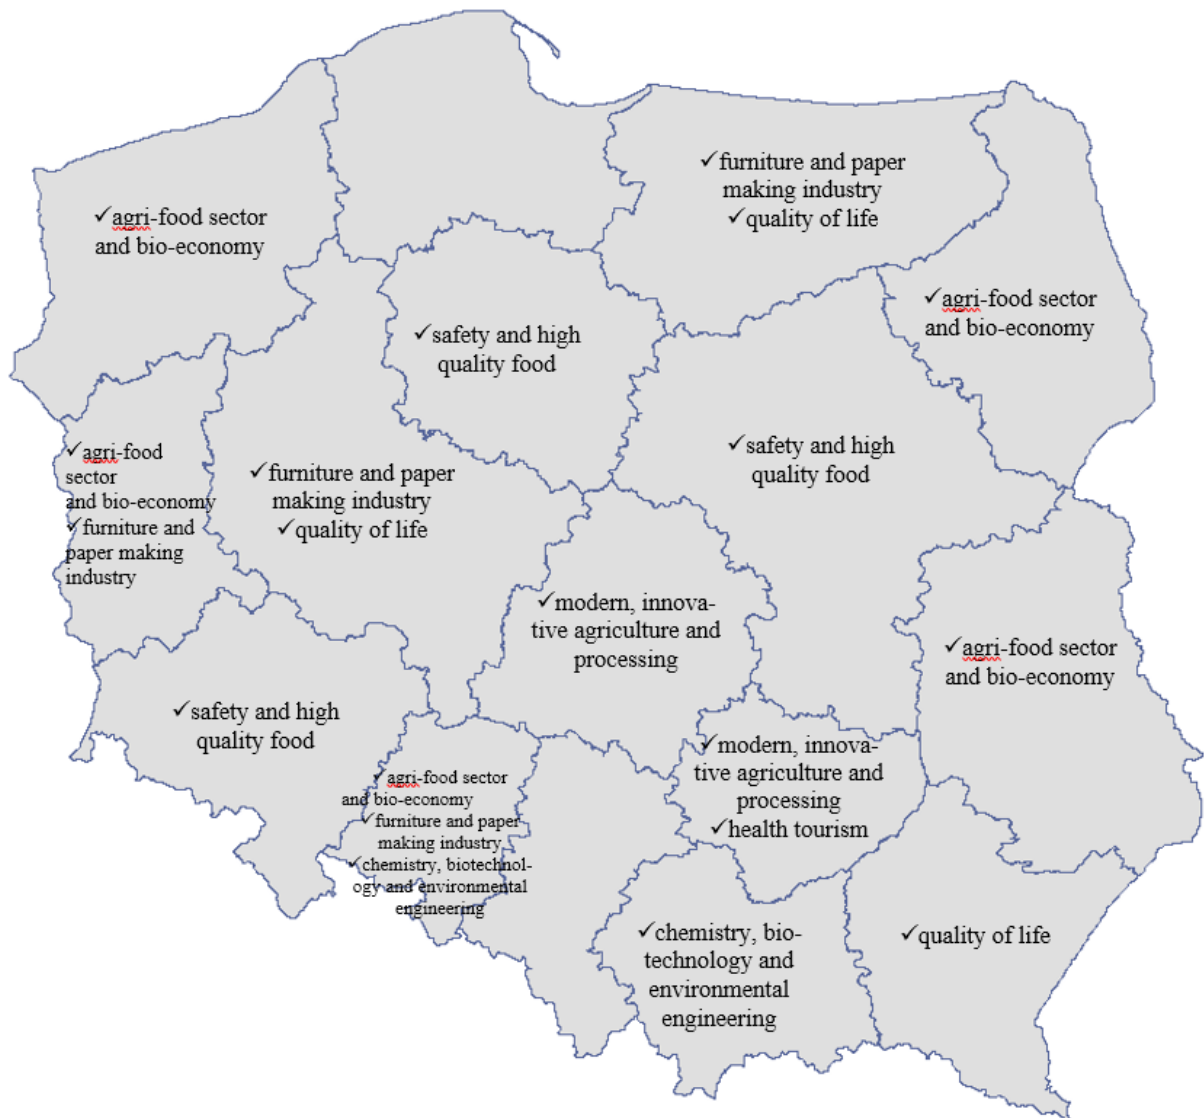 ✓furniture and paper
making industry
✓quality of life
✓agri-food sector
and bio-economy
✓agri-food sector
and bio-economy
✓safety and high
quality food
✓safety and high
quality food
✓agri-food
sector
and bio-economy
✓furniture and
paper making
industry
✓furniture and paper
making industry
✓quality of life
✓modern, innova-
tive agriculture and
processing
✓agri-food sector
and bio-economy
✓safety and high
quality food
✓modern, innova-
tive agriculture and
processing
✓health tourism
✓agri-food sector
and bio-economy
✓furniture and paper
making industry
✓chemistry, biotechnol-
ogy and environmental
engineering
✓chemistry, bio-
technology and
environmental
engineering
✓quality of life